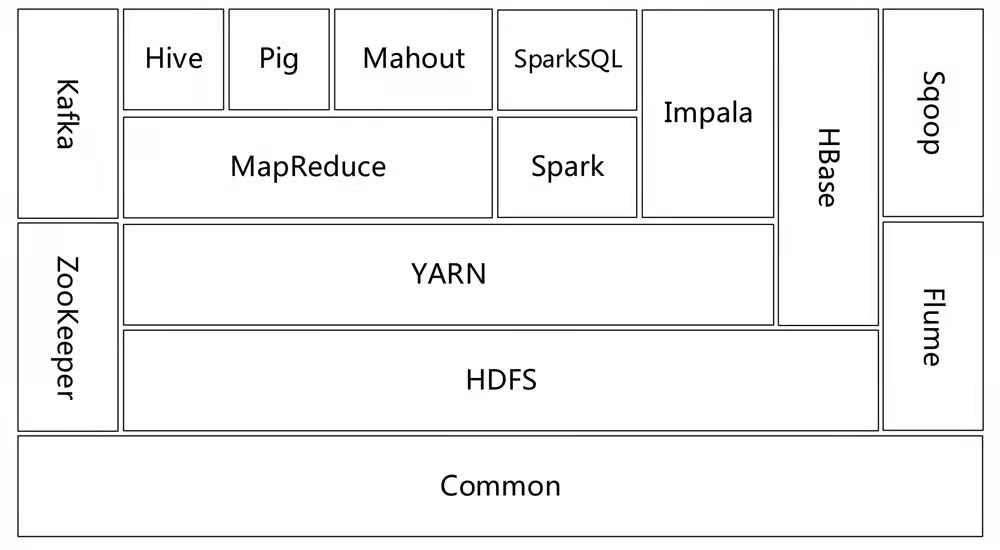 Kafka
Hive
Pig
Mahout
SparkSQL
Impala
HBase
Sqoop
MapReduce
Spark
ZooKeeper
YARN
Flume
HDFS
Common